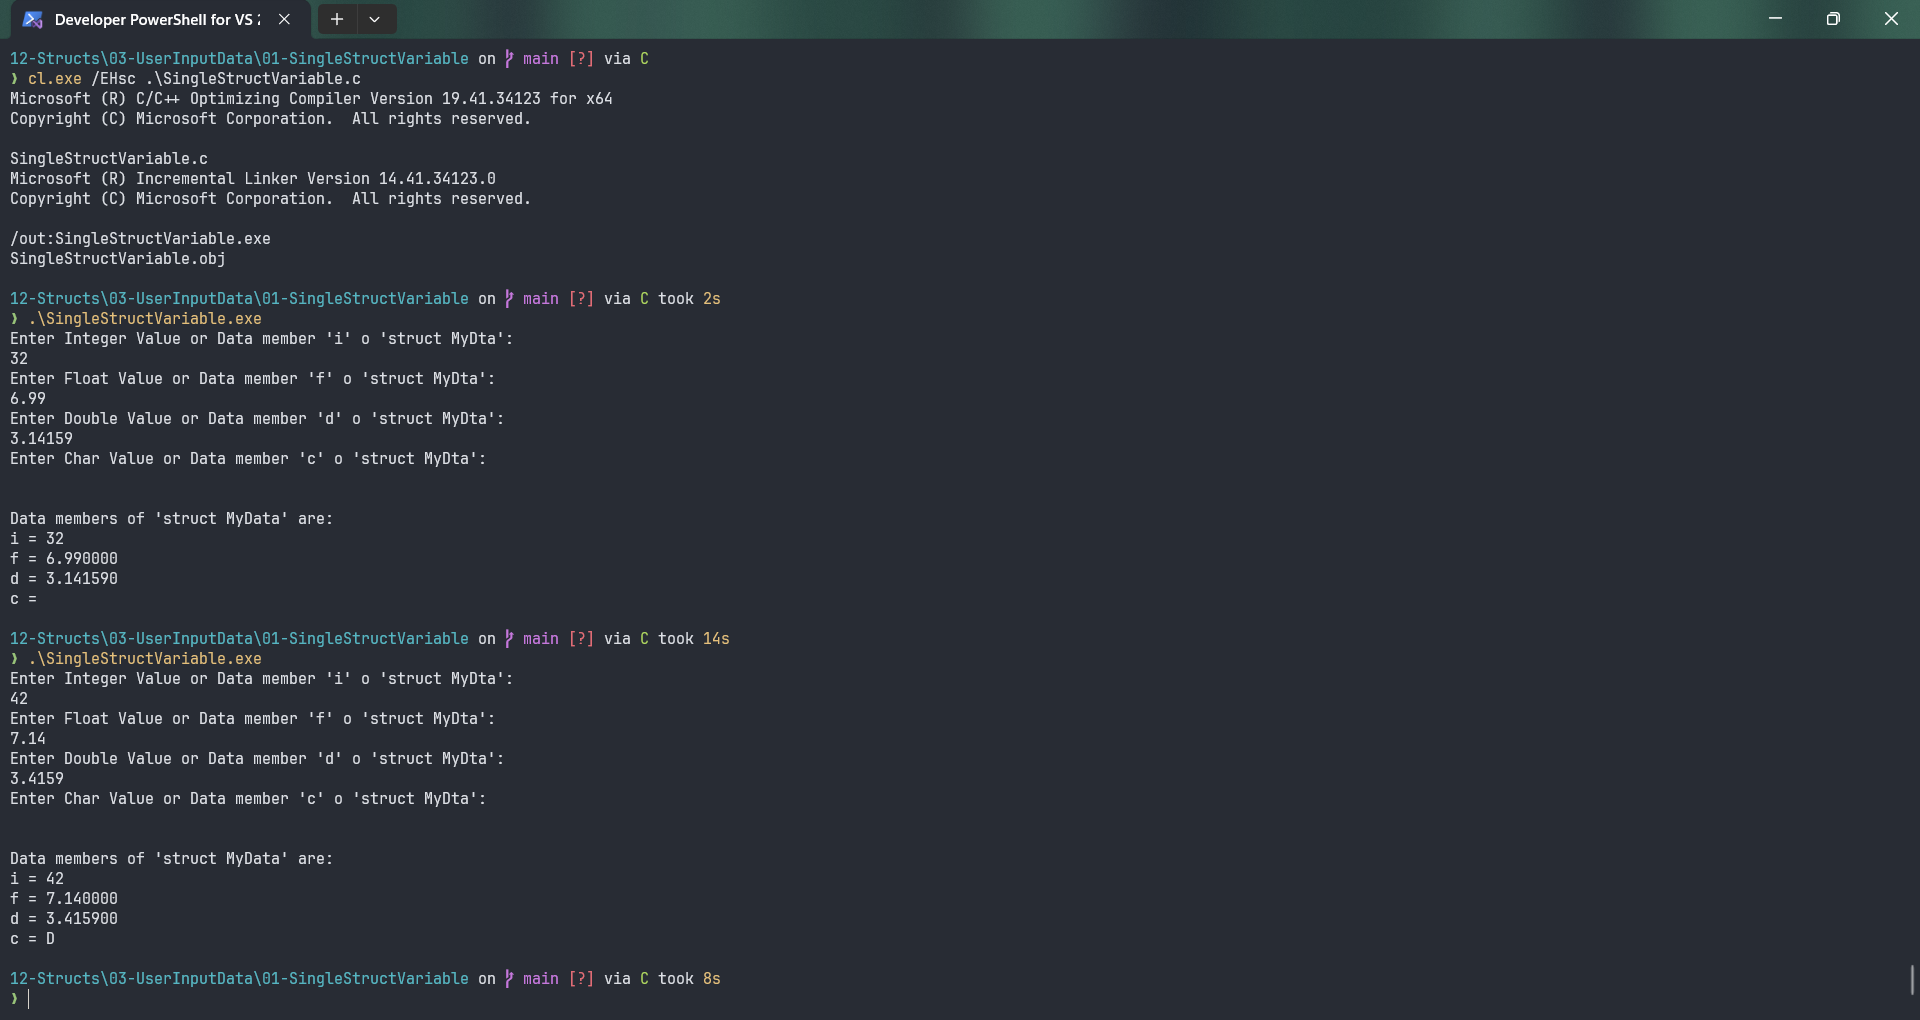 Developer PowerShell for VS 2
12-Structs\03-UserInputData\01-SingleStructVariable on main [?] via C
❯ cl.exe /EHsc .\SingleStructVariable.c
Microsoft (R) C/C++ Optimizing Compiler Version 19.41.34123 for x64
Copyright (C) Microsoft Corporation.  All rights reserved.
SingleStructVariable.c
Microsoft (R) Incremental Linker Version 14.41.34123.0
Copyright (C) Microsoft Corporation.  All rights reserved.
/out:SingleStructVariable.exe
SingleStructVariable.obj
12-Structs\03-UserInputData\01-SingleStructVariable on main [?] via C took 2s
❯ .\SingleStructVariable.exe
Enter Integer Value or Data member 'i' o 'struct MyDta':
32
Enter Float Value or Data member 'f' o 'struct MyDta':
6.99
Enter Double Value or Data member 'd' o 'struct MyDta':
3.14159
Enter Char Value or Data member 'c' o 'struct MyDta':
Data members of 'struct MyData' are:
i = 32
f = 6.990000
d = 3.141590
c =
12-Structs\03-UserInputData\01-SingleStructVariable on main [?] via C took 14s
❯ .\SingleStructVariable.exe
Enter Integer Value or Data member 'i' o 'struct MyDta':
42
Enter Float Value or Data member 'f' o 'struct MyDta':
7.14
Enter Double Value or Data member 'd' o 'struct MyDta':
3.4159
Enter Char Value or Data member 'c' o 'struct MyDta':
Data members of 'struct MyData' are:
i = 42
f = 7.140000
d = 3.415900
c = D
12-Structs\03-UserInputData\01-SingleStructVariable on main [?] via C took 8s
❯